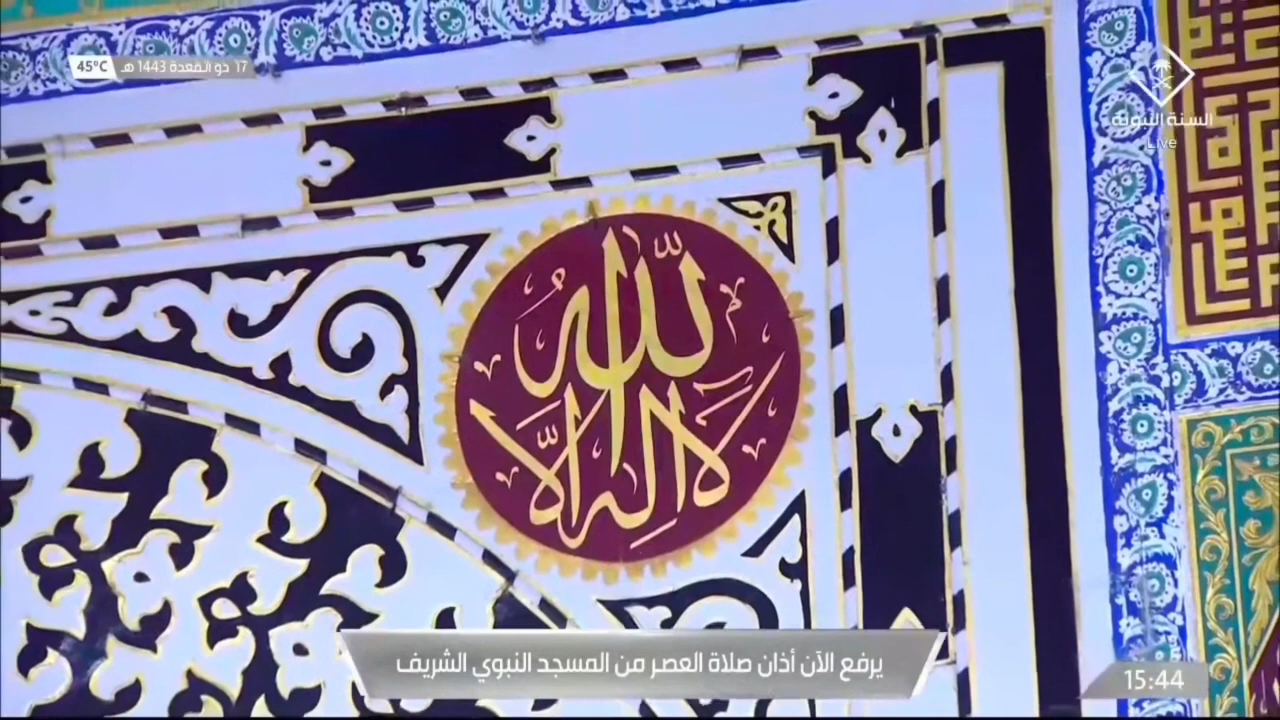 45°C
17 ذو القعدة 1443 هـ
السنة النبوية
Live
لا إله إلا الله
يرفع الآن أذان صلاة العصر من المسجد النبوي الشريف
15:44